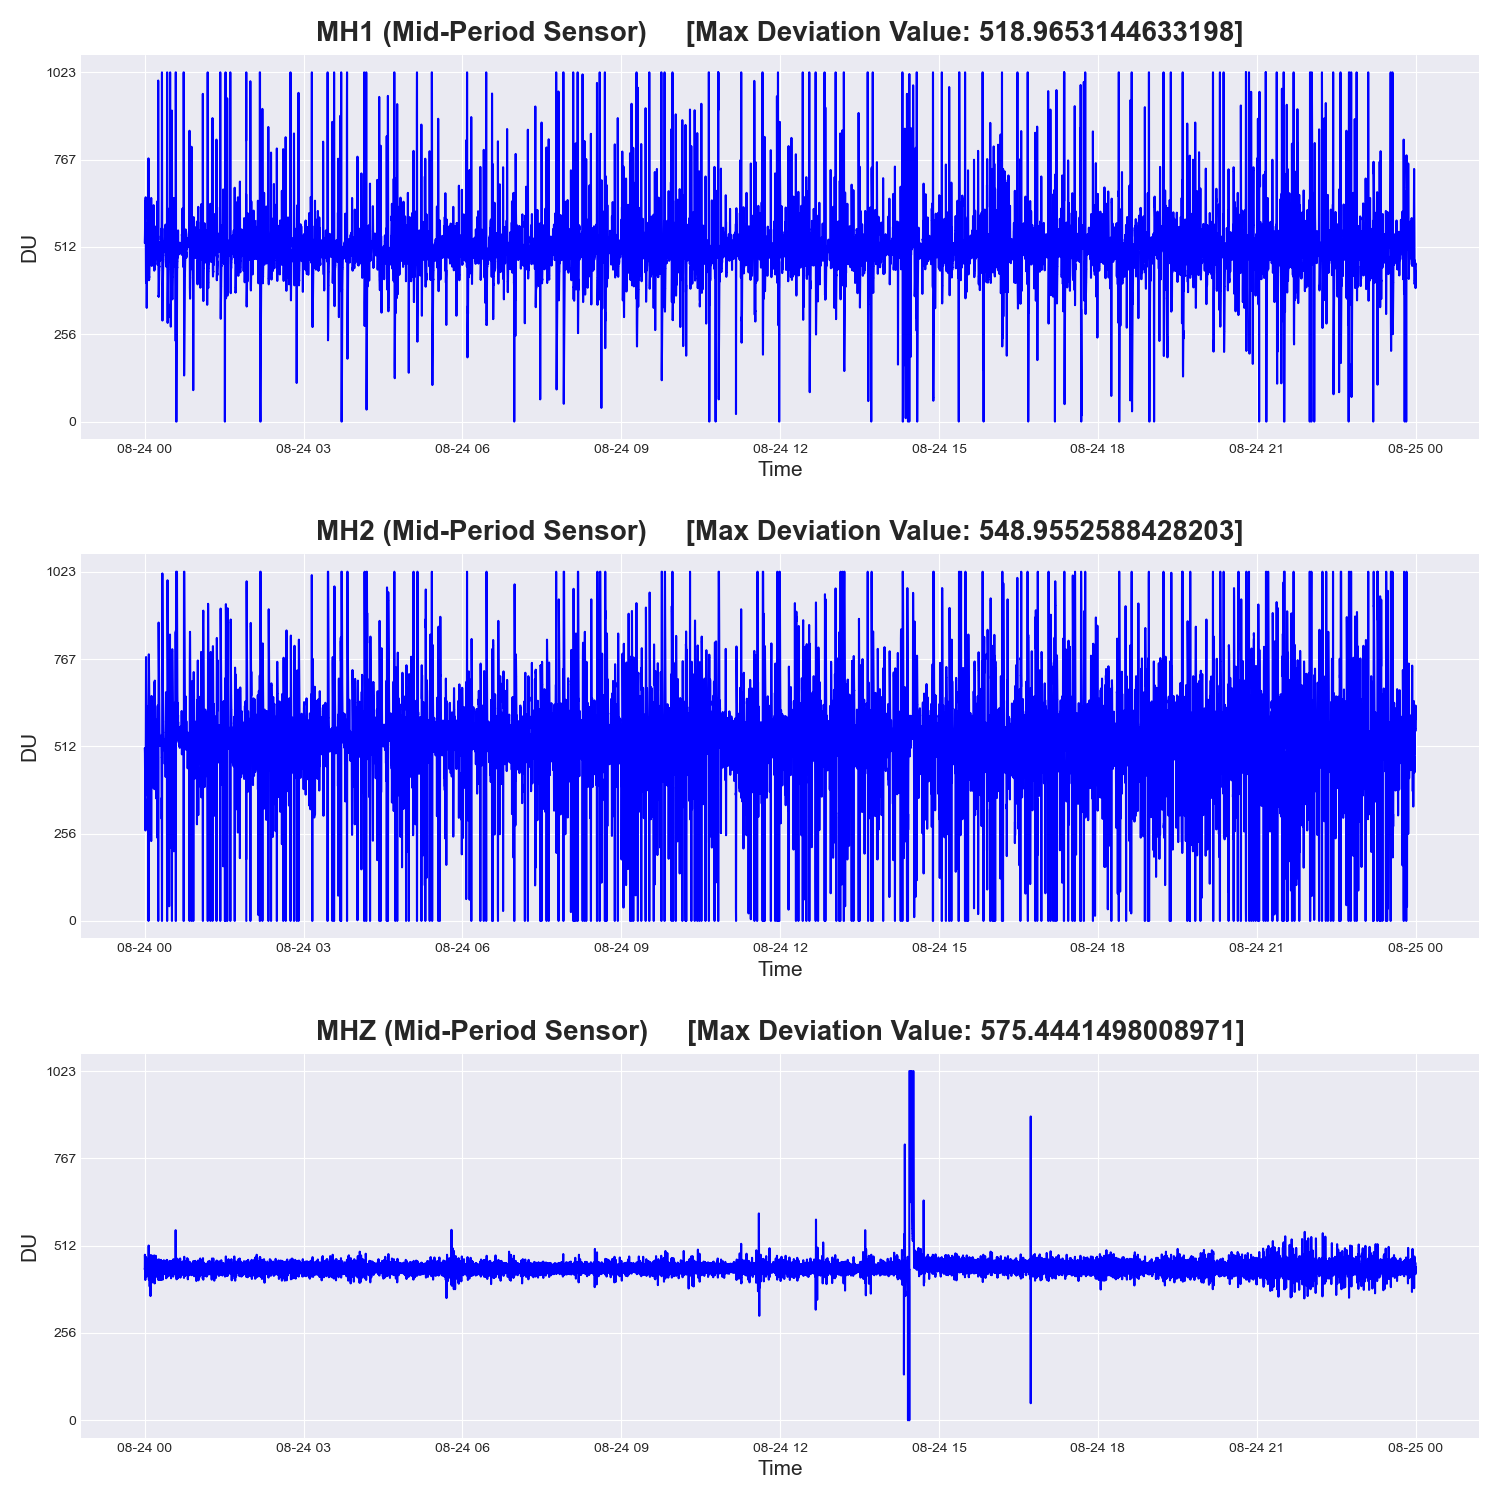 MH1 (Mid-Period Sensor) [Max Deviation Value: 518.9653144633198]
1023
767
512
256
0
DU
08-24 00 08-24 03 08-24 06 08-24 09 08-24 12 08-24 15 08-24 18 08-24 21 08-25 00
Time
MH2 (Mid-Period Sensor) [Max Deviation Value: 548.9552588428203]
1023
767
512
256
0
DU
08-24 00 08-24 03 08-24 06 08-24 09 08-24 12 08-24 15 08-24 18 08-24 21 08-25 00
Time
MHZ (Mid-Period Sensor) [Max Deviation Value: 575.4441498008971]
1023
767
512
256
0
DU
08-24 00 08-24 03 08-24 06 08-24 09 08-24 12 08-24 15 08-24 18 08-24 21 08-25 00
Time